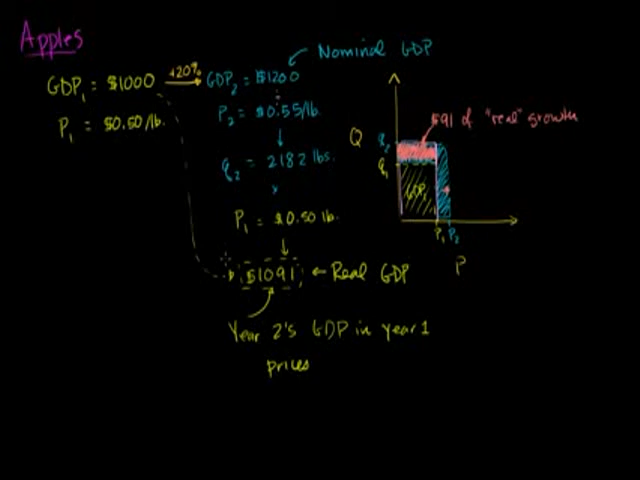 Apples
GDP₁ = $1000
+20%
GDP₂ = $1200
Nominal GDP
P₁ = $0.50/lb.
÷
P₂ = $0.55/lb.
↓
q₂ = 2182 lbs.
×
P₁ = $0.50 lb.
↓
$1091
← Real GDP
Year 2's GDP in year 1
prices
$91 of "real" growth
Q
q₂
q₁
GDP₁
P₁ P₂
P